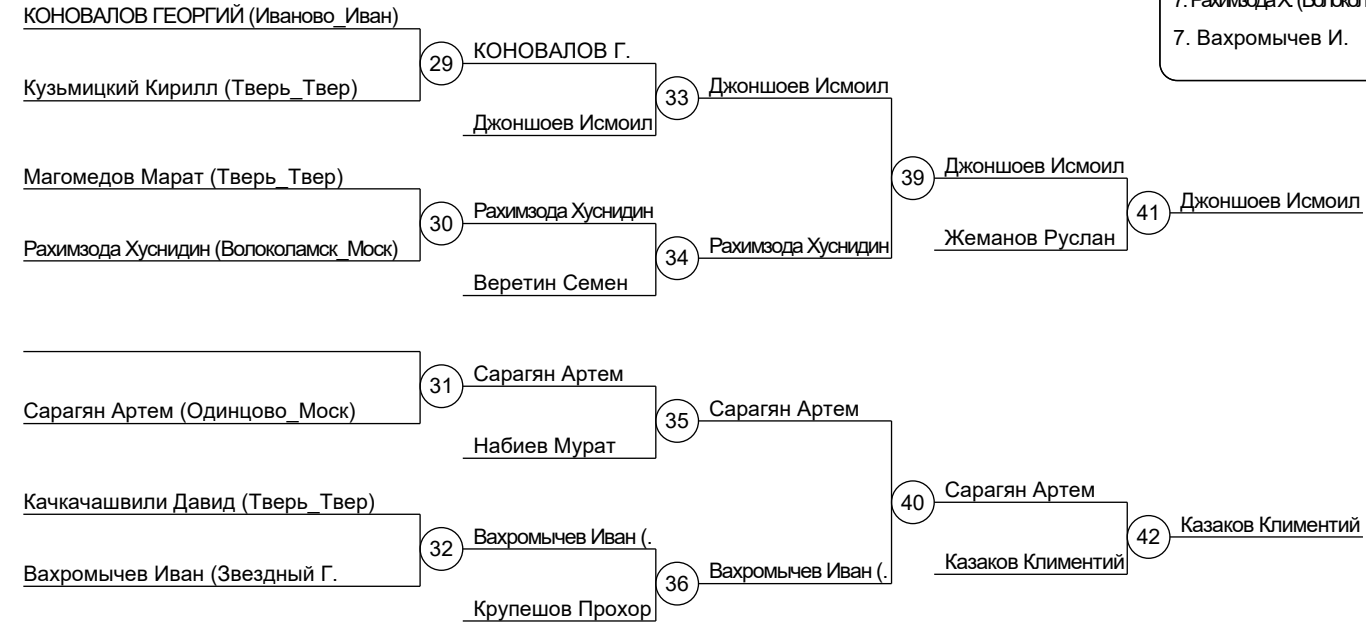 КОНОВАЛОВ ГЕОРГИЙ (Иваново_Иван)
29
КОНОВАЛОВ Г.
Кузьмицкий Кирилл (Тверь_Твер)
33
Джоншоев Исмоил
Джоншоев Исмоил
Магомедов Марат (Тверь_Твер)
39
Джоншоев Исмоил
30
Рахимзода Хуснидин
41
Джоншоев Исмоил
Рахимзода Хуснидин (Волоколамск_Моск)
34
Рахимзода Хуснидин
Жеманов Руслан
Веретин Семен
31
Сарагян Артем
Сарагян Артем (Одинцово_Моск)
35
Сарагян Артем
Набиев Мурат
Качкачашвили Давид (Тверь_Твер)
40
Сарагян Артем
32
Вахромычев Иван (.
42
Казаков Климентий
Вахромычев Иван (Звездный Г.
36
Вахромычев Иван (.
Казаков Климентий
Крупешов Прохор
7. Рахимзода Х. (Волокол
7. Вахромычев И.